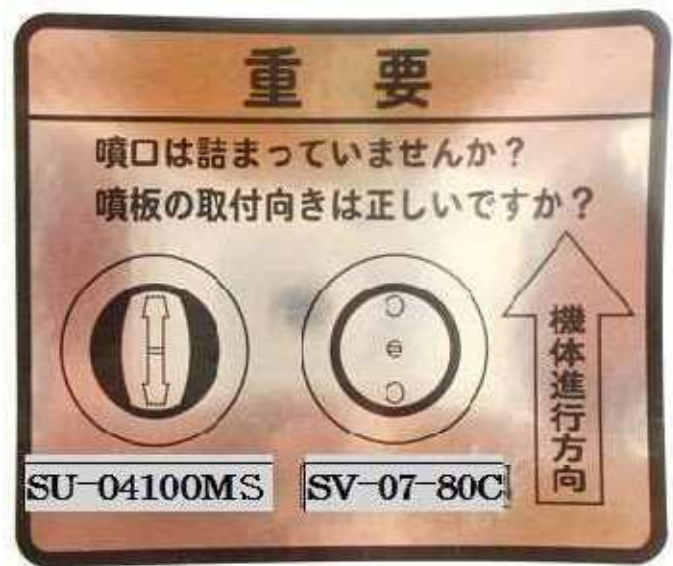 重 要
噴口は詰まっていませんか？
噴板の取付向きは正しいですか？
機体進行方向
SU-04100MS
SV-07-80C